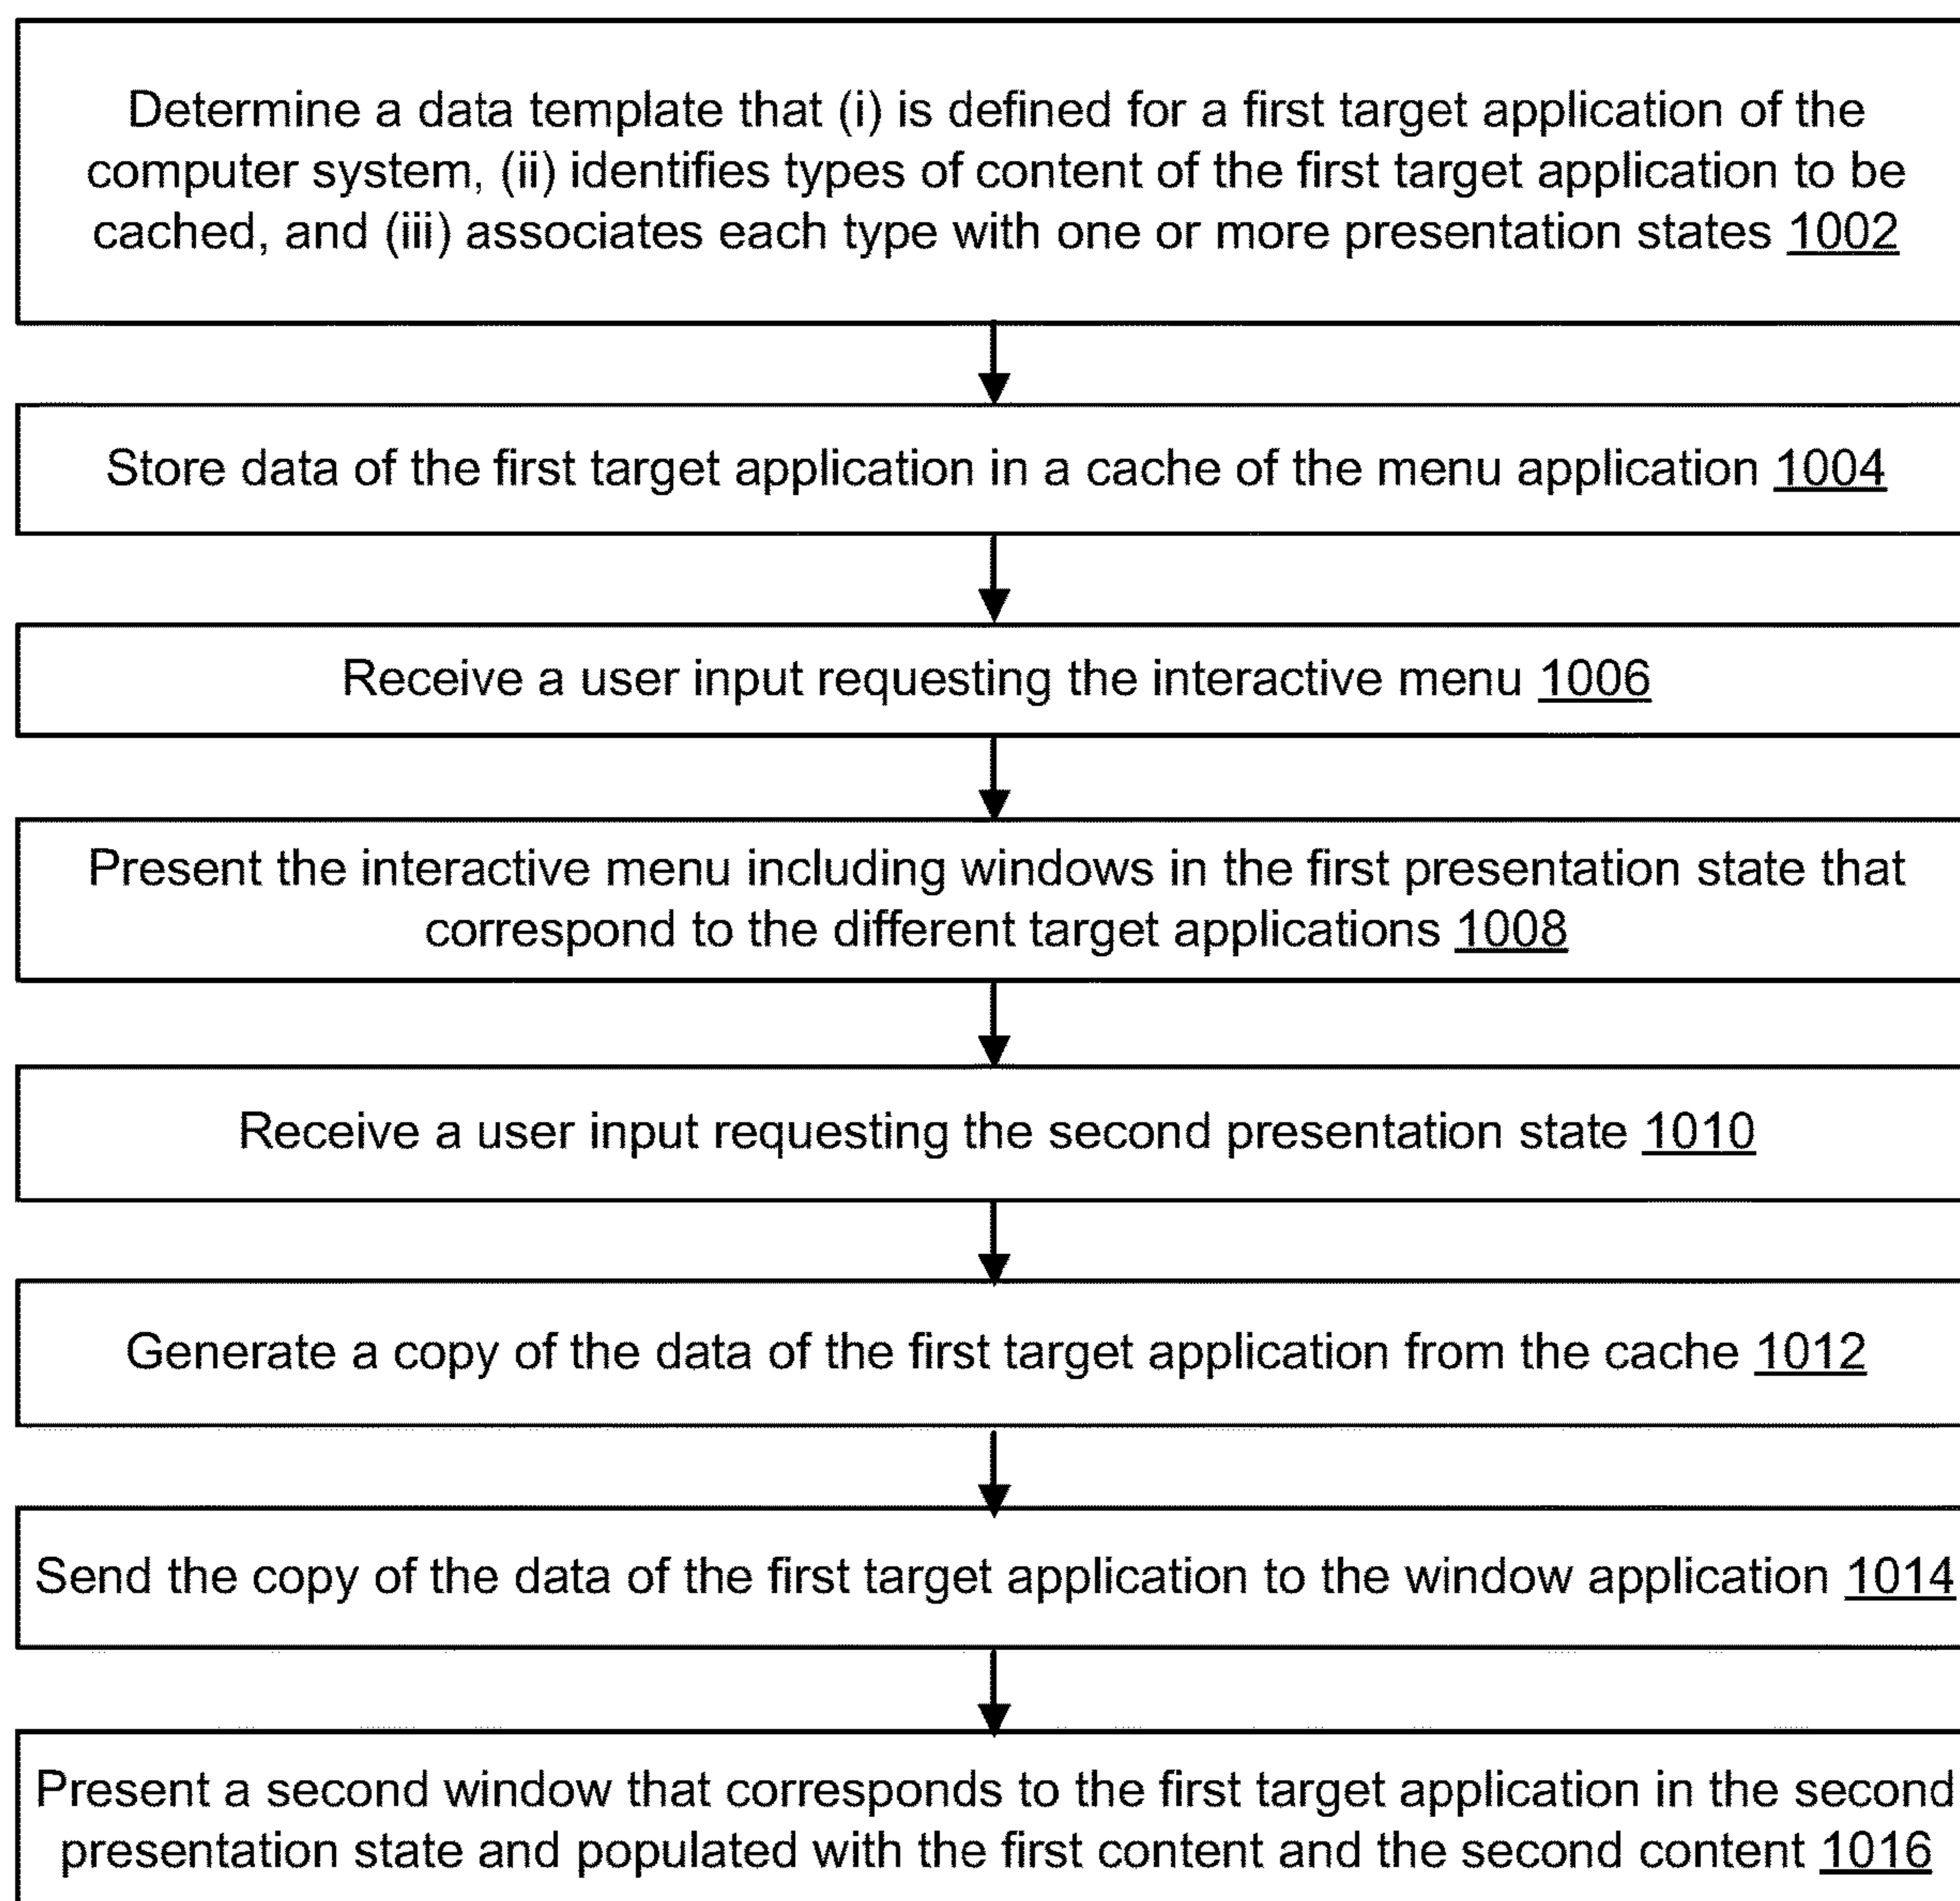 Determine a data template that (i) is defined for a first target application of the
computer system, (ii) identifies types of content of the first target application to be
cached, and (iii) associates each type with one or more presentation states 1002
Store data of the first target application in a cache of the menu application 1004
Receive a user input requesting the interactive menu 1006
Present the interactive menu including windows in the first presentation state that
correspond to the different target applications 1008
Receive a user input requesting the second presentation state 1010
Generate a copy of the data of the first target application from the cache 1012
Send the copy of the data of the first target application to the window application 1014
Present a second window that corresponds to the first target application in the second
presentation state and populated with the first content and the second content 1016